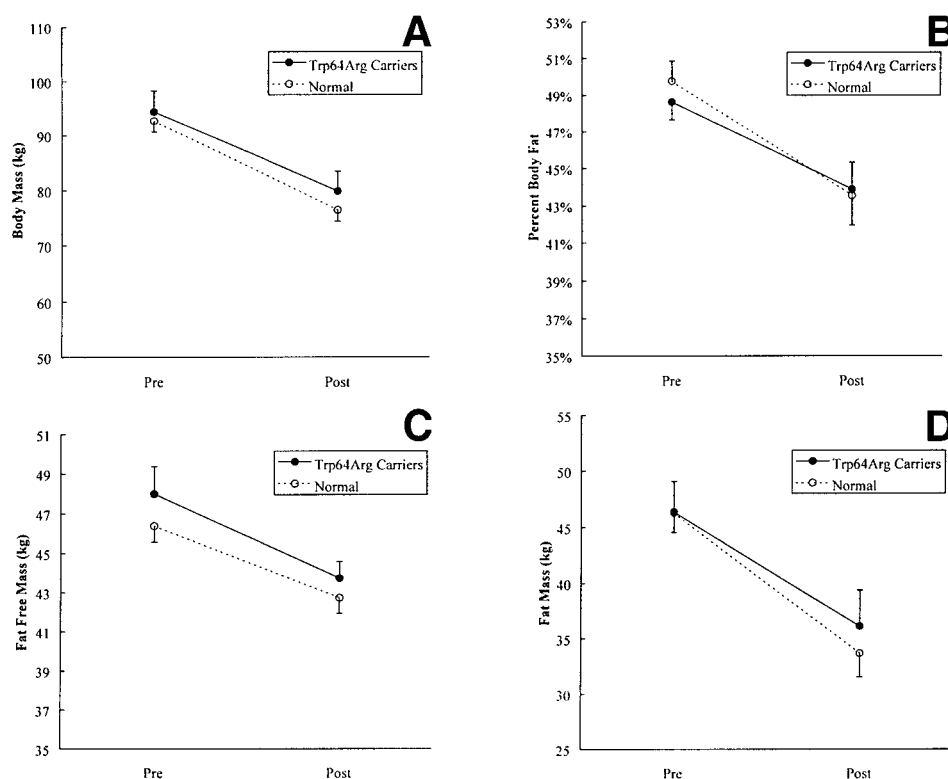 A
110
100
90
80
70
60
50
Body Mass (kg)
Trp64Arg Carriers
Normal
Pre
Post
B
53%
51%
49%
47%
45%
43%
41%
39%
37%
35%
Percent Body Fat
Trp64Arg Carriers
Normal
Pre
Post
C
51
49
47
45
43
41
39
37
35
Fat Free Mass (kg)
Trp64Arg Carriers
Normal
Pre
Post
D
55
50
45
40
35
30
25
Fat Mass (kg)
Trp64Arg Carriers
Normal
Pre
Post